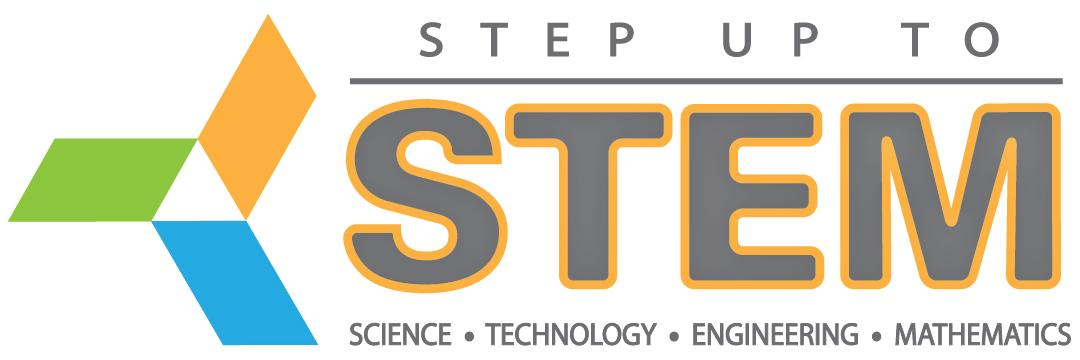 STEP UP TO
STEM
SCIENCE • TECHNOLOGY • ENGINEERING • MATHEMATICS